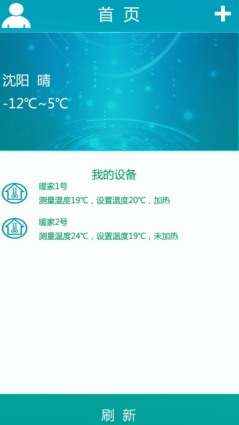 首 页
沈阳 晴
-12℃~5℃
我的设备
暖家1号
测量温度19℃，设置温度20℃，加热
暖家2号
测量温度24℃，设置温度19℃，未加热
刷 新